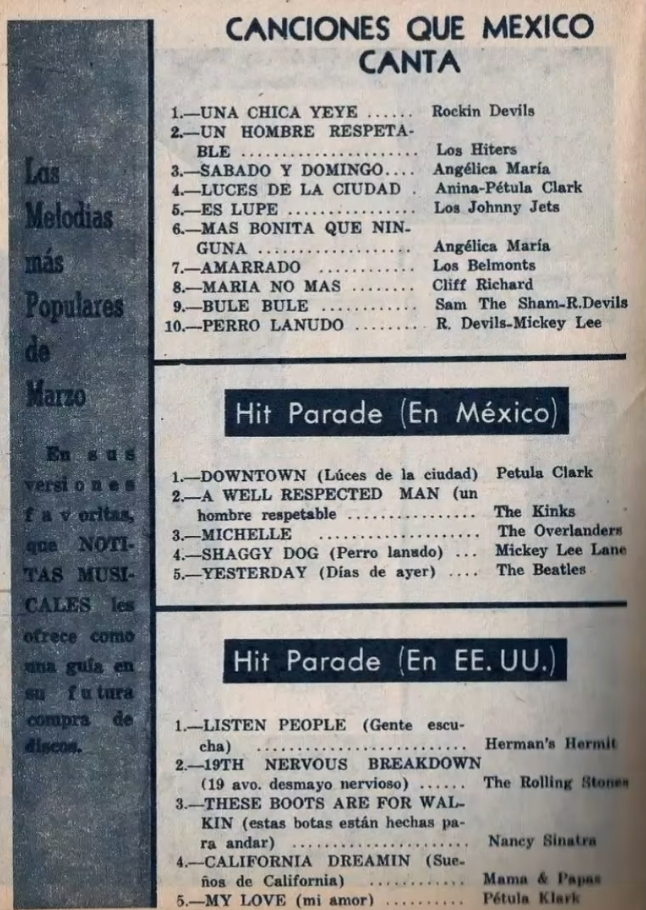 Las
Melodias
más
Populares
de
Marzo
En sus
versiones
favoritas,
que NOTI-
TAS MUSI-
CALES les
ofrece como
una guía en
su futura
compra de
discos.
CANCIONES QUE MEXICO
CANTA
1.—UNA CHICA YEYE ...... Rockin Devils
2.—UN HOMBRE RESPETA-
BLE ..................... Los Hiters
3.—SABADO Y DOMINGO.... Angélica María
4.—LUCES DE LA CIUDAD . Anina-Pétula Clark
5.—ES LUPE ............... Los Johnny Jets
6.—MAS BONITA QUE NIN-
GUNA .................. Angélica María
7.—AMARRADO ........... Los Belmonts
8.—MARIA NO MAS ........ Cliff Richard
9.—BULE BULE ............ Sam The Sham-R.Devils
10.—PERRO LANUDO ........ R. Devils-Mickey Lee
Hit Parade (En México)
1.—DOWNTOWN (Lúces de la ciudad) Petula Clark
2.—A WELL RESPECTED MAN (un
hombre respetable ................ The Kinks
3.—MICHELLE .................. The Overlanders
4.—SHAGGY DOG (Perro lanudo) ... Mickey Lee Lane
5.—YESTERDAY (Días de ayer) .... The Beatles
Hit Parade (En EE. UU.)
1.—LISTEN PEOPLE (Gente escu-
cha) ......................... Herman's Hermit
2.—19TH NERVOUS BREAKDOWN
(19 avo. desmayo nervioso) ...... The Rolling Stones
3.—THESE BOOTS ARE FOR WAL-
KIN (estas botas están hechas pa-
ra andar) ..................... Nancy Sinatra
4.—CALIFORNIA DREAMIN (Sue-
ños de California) ............ Mama & Papas
5.—MY LOVE (mi amor) .......... Pétula Klark